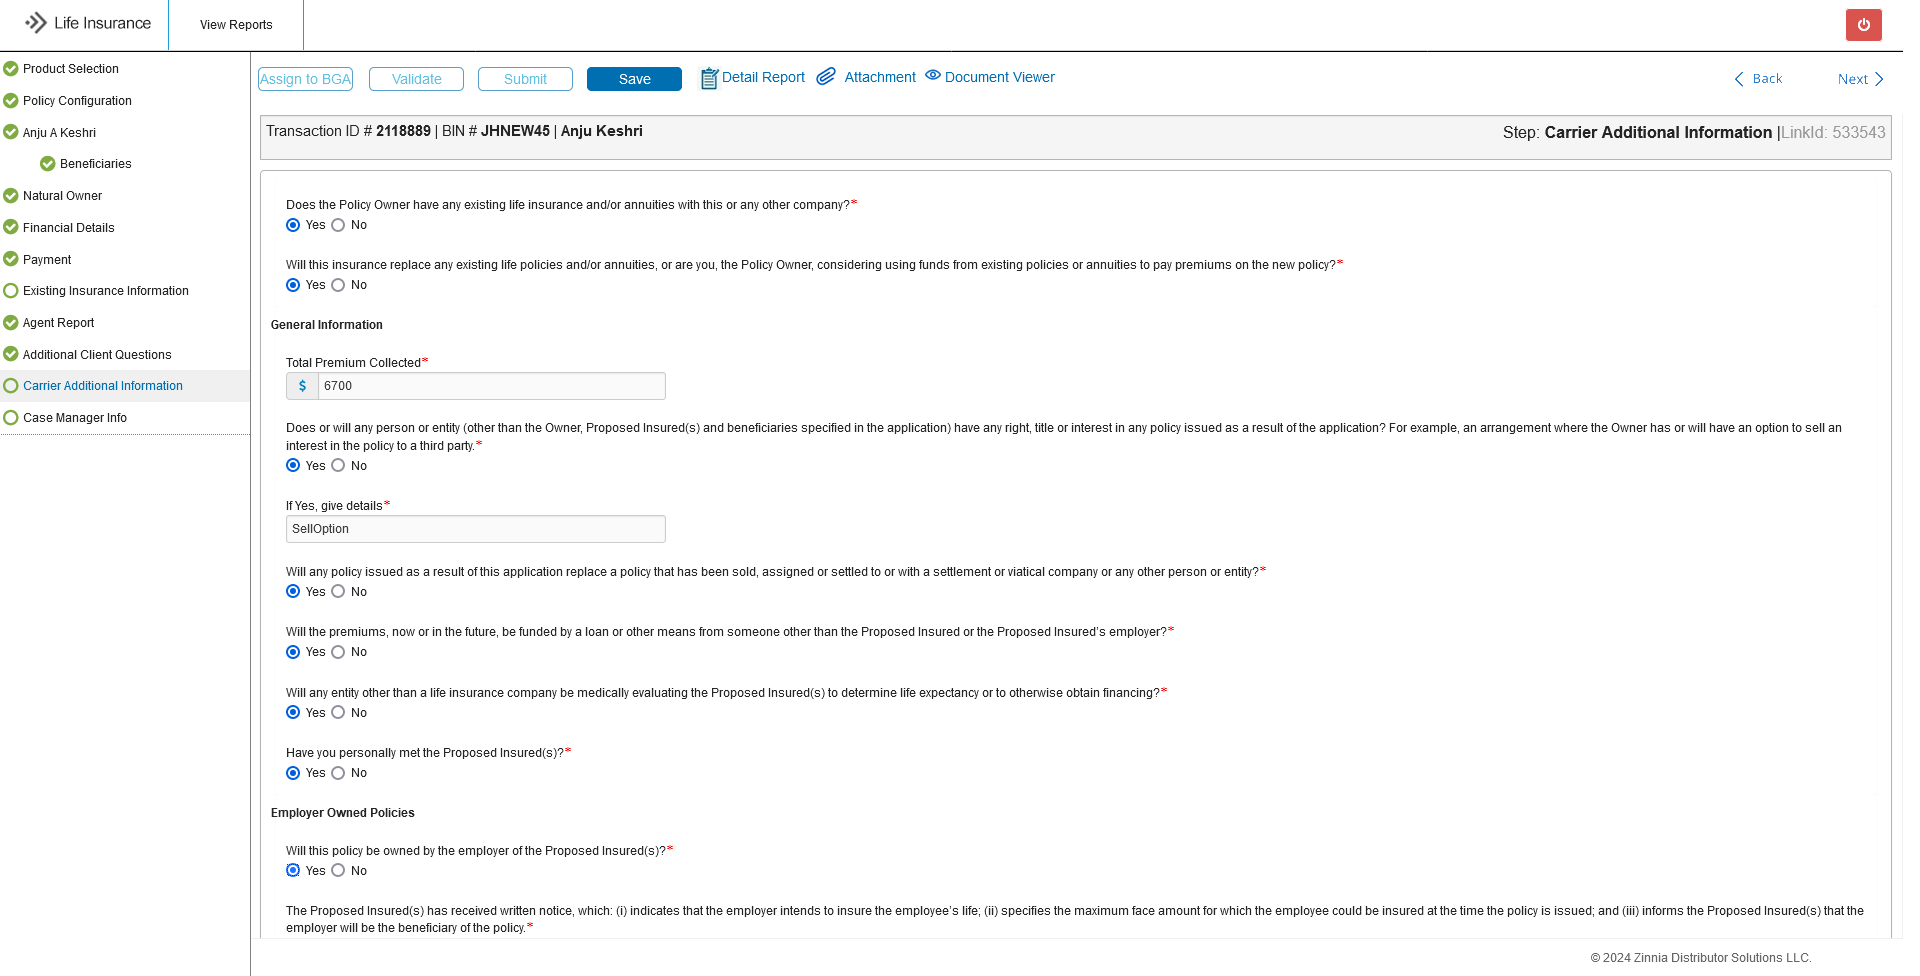 Life Insurance
View Reports
Product Selection
Policy Configuration
Anju A Keshri
Beneficiaries
Natural Owner
Financial Details
Payment
Existing Insurance Information
Agent Report
Additional Client Questions
Carrier Additional Information
Case Manager Info
Assign to BGA Validate Submit Save Detail Report Attachment Document Viewer Back Next
Transaction ID # 2118889 | BIN # JHNEW45 | Anju Keshri
Step: Carrier Additional Information |LinkId: 533543
Does the Policy Owner have any existing life insurance and/or annuities with this or any other company?*
Yes No
Will this insurance replace any existing life policies and/or annuities, or are you, the Policy Owner, considering using funds from existing policies or annuities to pay premiums on the new policy?*
Yes No
General Information
Total Premium Collected*
$ 6700
Does or will any person or entity (other than the Owner, Proposed Insured(s) and beneficiaries specified in the application) have any right, title or interest in any policy issued as a result of the application? For example, an arrangement where the Owner has or will have an option to sell an
interest in the policy to a third party.*
Yes No
If Yes, give details*
SellOption
Will any policy issued as a result of this application replace a policy that has been sold, assigned or settled to or with a settlement or viatical company or any other person or entity?*
Yes No
Will the premiums, now or in the future, be funded by a loan or other means from someone other than the Proposed Insured or the Proposed Insured's employer?*
Yes No
Will any entity other than a life insurance company be medically evaluating the Proposed Insured(s) to determine life expectancy or to otherwise obtain financing?*
Yes No
Have you personally met the Proposed Insured(s)?*
Yes No
Employer Owned Policies
Will this policy be owned by the employer of the Proposed Insured(s)?*
Yes No
The Proposed Insured(s) has received written notice, which: (i) indicates that the employer intends to insure the employee's life; (ii) specifies the maximum face amount for which the employee could be insured at the time the policy is issued; and (iii) informs the Proposed Insured(s) that the
employer will be the beneficiary of the policy.*
© 2024 Zinnia Distributor Solutions LLC.